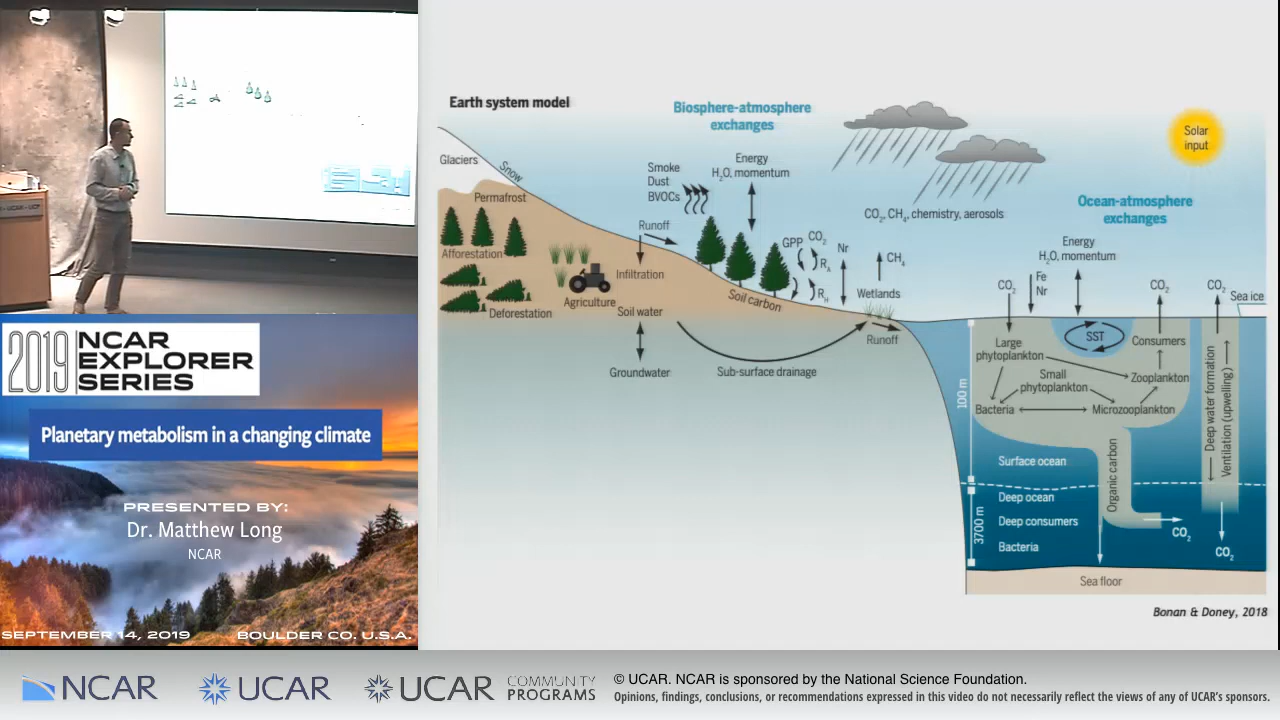 Earth system model
Biosphere-atmosphere
exchanges
Solar
input
Glaciers
Snow
Smoke
Dust
BVOCs
Energy
H2O, momentum
Permafrost
CO2, CH4, chemistry, aerosols
Ocean-atmosphere
exchanges
Runoff
GPP
CO2
RA
RH
Nr
CH4
Energy
H2O, momentum
Afforestation
Infiltration
Agriculture
Deforestation
Soil water
Soil carbon
Wetlands
Runoff
CO2
Fe
Nr
CO2
CO2
Sea ice
Groundwater
Sub-surface drainage
SST
Large
phytoplankton
Consumers
Small
phytoplankton
Zooplankton
Bacteria
Microzooplankton
100 m
Deep water formation
Ventilation (upwelling)
Organic carbon
Surface ocean
Deep ocean
3700 m
Deep consumers
Bacteria
CO2
CO2
Sea floor
Bonan & Doney, 2018
2019
NCAR
EXPLORER
SERIES
Planetary metabolism in a changing climate
PRESENTED BY:
Dr. Matthew Long
NCAR
SEPTEMBER 14, 2019
BOULDER CO. U.S.A.
NCAR
UCAR
UCAR
COMMUNITY
PROGRAMS
© UCAR. NCAR is sponsored by the National Science Foundation.
Opinions, findings, conclusions, or recommendations expressed in this video do not necessarily reflect the views of any of UCAR's sponsors.